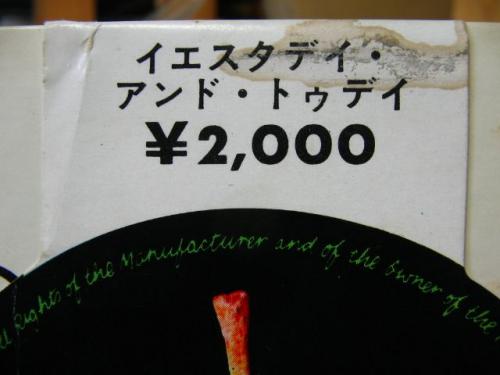 イエスタデイ・
アンド・トゥデイ
¥2,000
All Rights of the Manufacturer and of the Owner of the